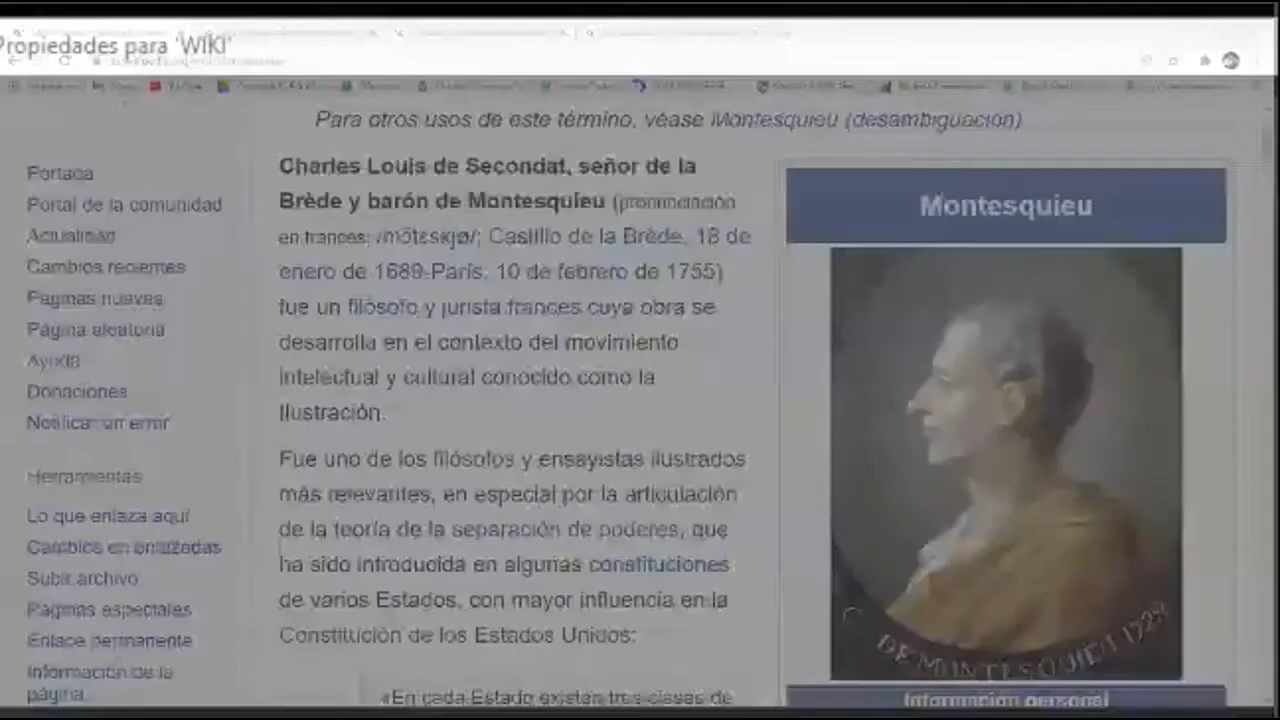 Propiedades para 'WIKI'
Para otros usos de este término, véase Montesquieu (desambiguación)
Portada
Portal de la comunidad
Actualidad
Cambios recientes
Páginas nuevas
Página aleatoria
Ayuda
Donaciones
Notificar un error
Herramientas
Lo que enlaza aquí
Cambios en enlazadas
Subir archivo
Páginas especiales
Enlace permanente
Información de la
página
Charles Louis de Secondat, señor de la
Brède y barón de Montesquieu (pronunciación
en francés: /mɔ̃tɛskjø/; Castillo de la Brède, 18 de
enero de 1689-París, 10 de febrero de 1755)
fue un filósofo y jurista francés cuya obra se
desarrolla en el contexto del movimiento
intelectual y cultural conocido como la
Ilustración.
Fue uno de los filósofos y ensayistas ilustrados
más relevantes, en especial por la articulación
de la teoría de la separación de poderes, que
ha sido introducida en algunas constituciones
de varios Estados, con mayor influencia en la
Constitución de los Estados Unidos:
«En cada Estado existen tres clases de
Montesquieu
DE MONTESQUIEU 1728
Información personal